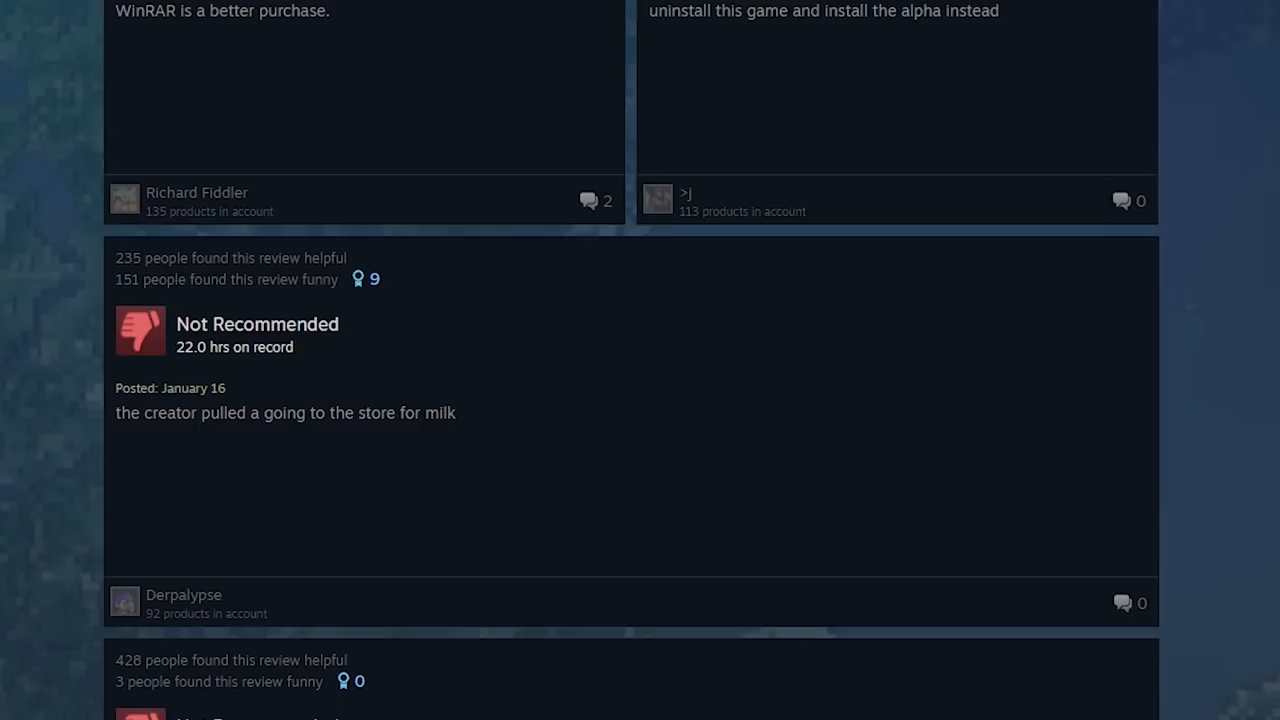 WinRAR is a better purchase.
uninstall this game and install the alpha instead
Richard Fiddler
135 products in account
2
>j
113 products in account
0
235 people found this review helpful
151 people found this review funny 9
Not Recommended
22.0 hrs on record
Posted: January 16
the creator pulled a going to the store for milk
Derpalypse
92 products in account
0
428 people found this review helpful
3 people found this review funny 0